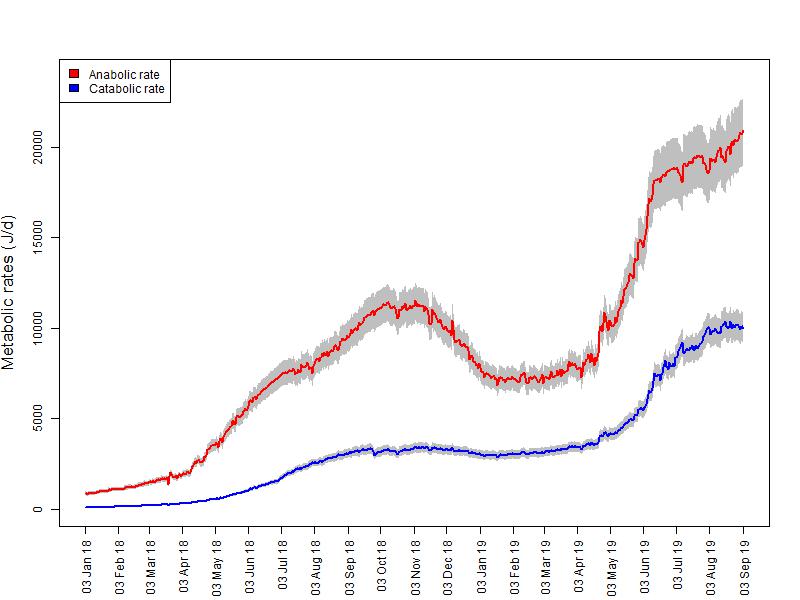 Anabolic rate
Catabolic rate
Metabolic rates (J/d)
20000
15000
10000
5000
0
03 Jan 18
03 Feb 18
03 Mar 18
03 Apr 18
03 May 18
03 Jun 18
03 Jul 18
03 Aug 18
03 Sep 18
03 Oct 18
03 Nov 18
03 Dec 18
03 Jan 19
03 Feb 19
03 Mar 19
03 Apr 19
03 May 19
03 Jun 19
03 Jul 19
03 Aug 19
03 Sep 19